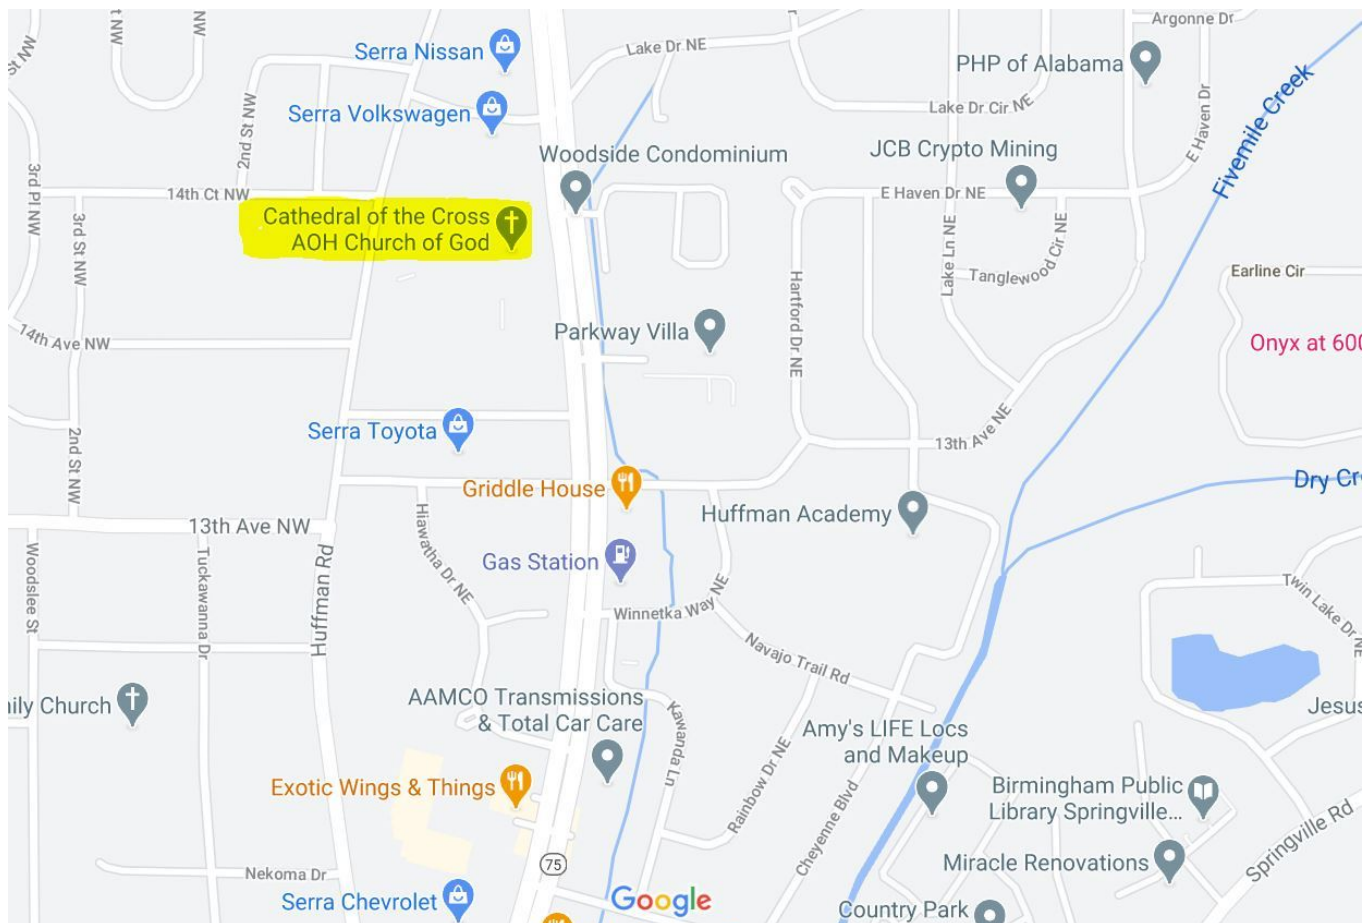 t NW
NW
St NW
Serra Nissan
Lake Dr NE
Argonne Dr
PHP of Alabama
Serra Volkswagen
2nd St NW
Lake Dr Cir NE
E Haven Dr
Fivemile Creek
Woodside Condominium
JCB Crypto Mining
3rd Pl NW
14th Ct NW
E Haven Dr NE
Cathedral of the Cross
AOH Church of God
3rd St NW
Lake Ln NE
Tanglewood Cir NE
Earline Cir
Hartford Dr NE
14th Ave NW
Parkway Villa
Onyx at 600
Serra Toyota
13th Ave NE
2nd St NW
Griddle House
Dry Cre
Huffman Academy
13th Ave NW
Hiawatha Dr NE
Gas Station
Woodslee St
Tuckawanna Dr
Huffman Rd
Winnetka Way NE
Twin Lake Dr NE
Navajo Trail Rd
AAMCO Transmissions
& Total Car Care
ily Church
Jesus
Kawanda Ln
Amy's LIFE Locs
and Makeup
Rainbow Dr NE
Exotic Wings & Things
Birmingham Public
Library Springville...
Cheyenne Blvd
Springville Rd
75
Miracle Renovations
Nekoma Dr
Serra Chevrolet
Google
Country Park